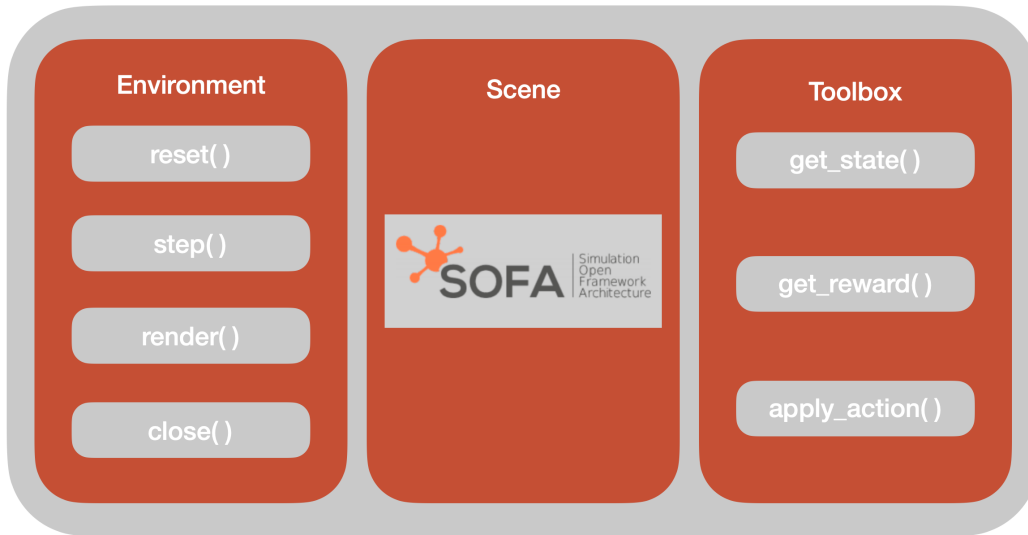 Environment
reset( )
step( )
render( )
close( )
Scene
SOFA
Simulation
Open
Framework
Architecture
Toolbox
get_state( )
get_reward( )
apply_action( )